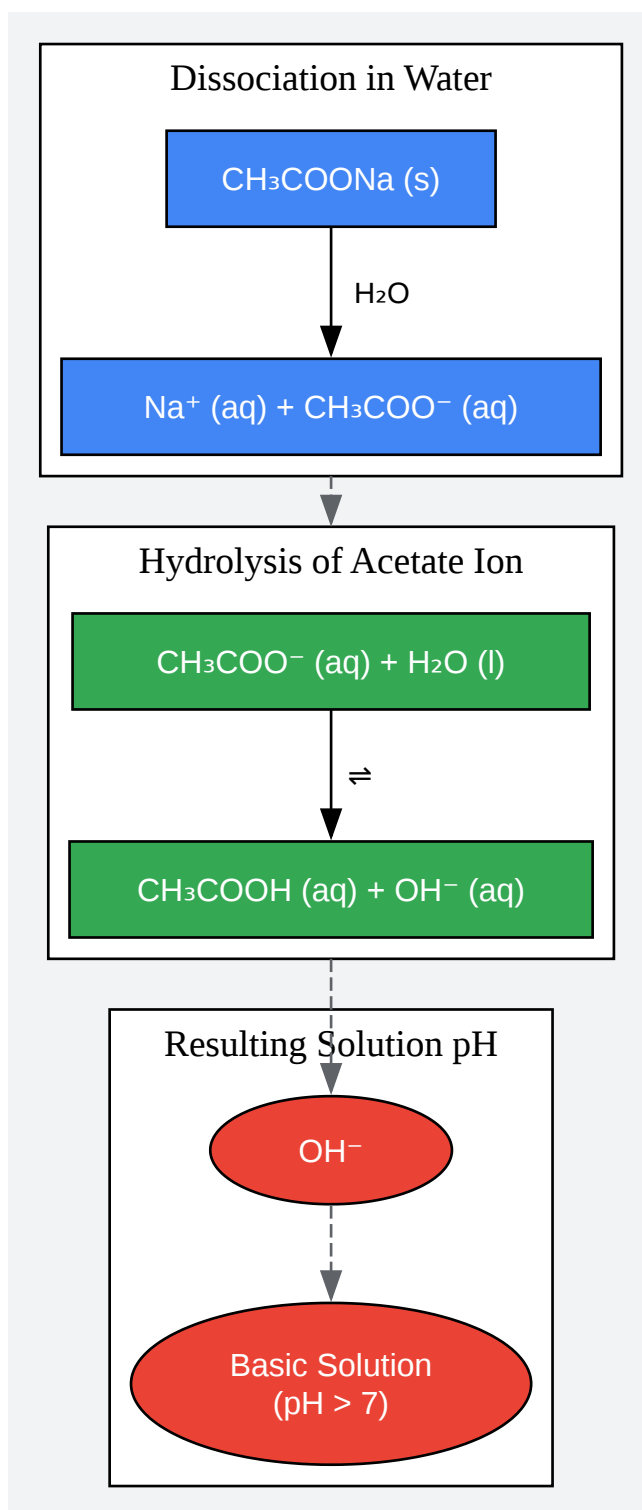 Dissociation in Water
CH₃COONa (s)
H₂O
Na⁺ (aq) + CH₃COO⁻ (aq)
Hydrolysis of Acetate Ion
CH₃COO⁻ (aq) + H₂O (l)
⇌
CH₃COOH (aq) + OH⁻ (aq)
Resulting Solution pH
OH⁻
Basic Solution
(pH > 7)